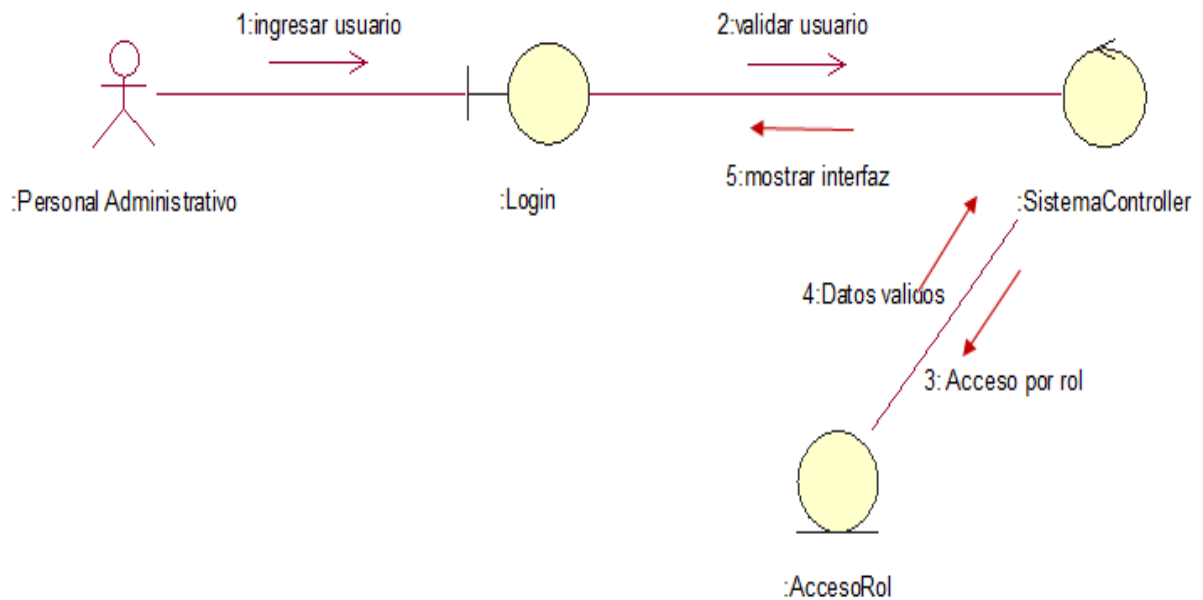 1:ingresar usuario
2:validar usuario
5:mostrar interfaz
:Personal Administrativo
:Login
:SistemaController
4:Datos validos
3: Acceso por rol
:AccesoRol